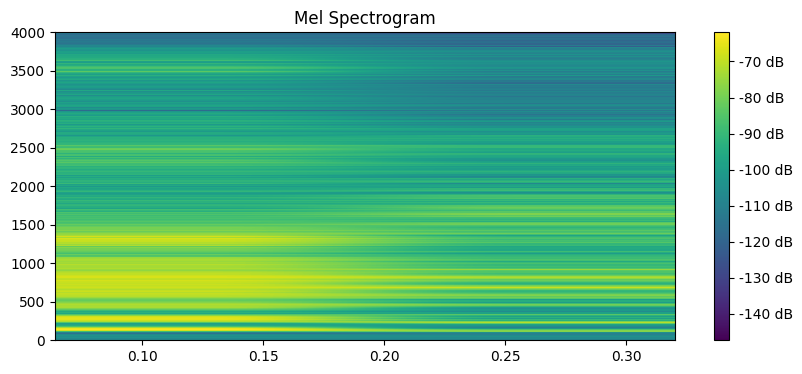 Mel Spectrogram
4000
3500
3000
2500
2000
1500
1000
500
0
0.10 0.15 0.20 0.25 0.30
-70 dB
-80 dB
-90 dB
-100 dB
-110 dB
-120 dB
-130 dB
-140 dB